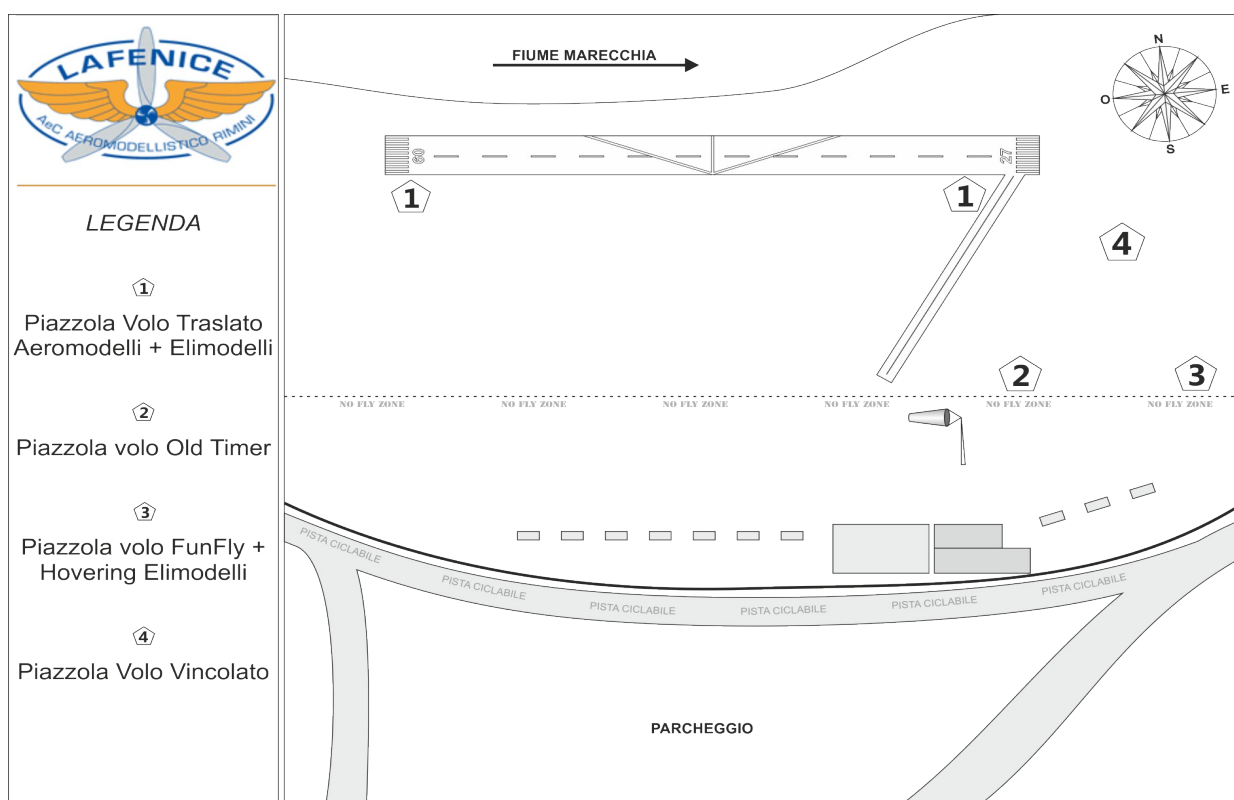 LAFENICE
AeC AEROMODELLISTICO RIMINI
LEGENDA
1
Piazzola Volo Traslato
Aeromodelli + Elimodelli
2
Piazzola volo Old Timer
3
Piazzola volo FunFly +
Hovering Elimodelli
4
Piazzola Volo Vincolato
FIUME MARECCHIA
N
E
S
O
09
27
1
1
4
2
3
NO FLY ZONE
NO FLY ZONE
NO FLY ZONE
NO FLY ZONE
NO FLY ZONE
NO FLY ZONE
PISTA CICLABILE
PISTA CICLABILE
PISTA CICLABILE
PISTA CICLABILE
PISTA CICLABILE
PISTA CICLABILE
PARCHEGGIO